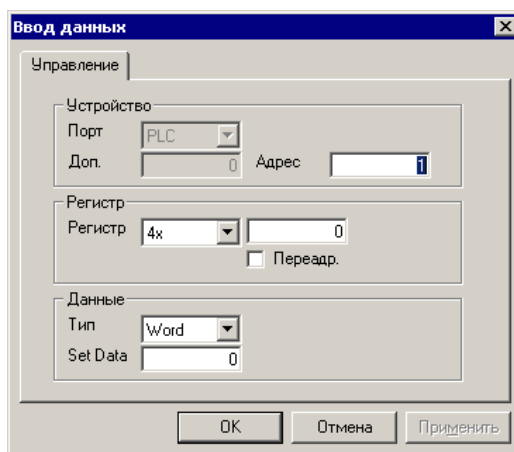 Ввод данных
Управление
Устройство
Порт PLC
Доп. 0 Адрес 1
Регистр
Регистр 4x 0
Переадр.
Данные
Тип Word
Set Data 0
OK Отмена Применить